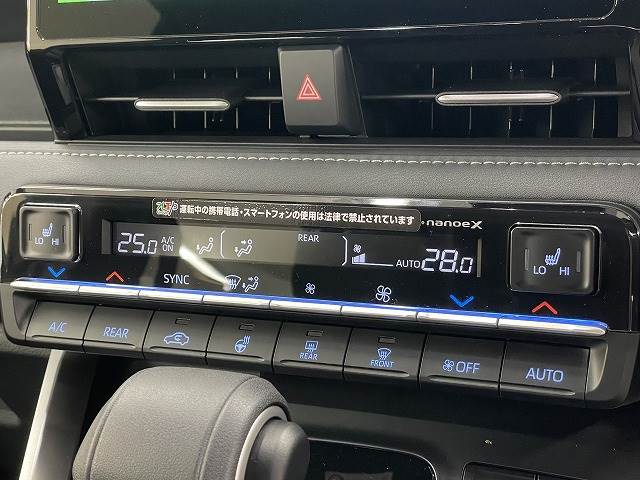 運転中の携帯電話・スマートフォンの使用は法律で禁止されています
nanoeX
LO HI
25.0 A/C ON
REAR
AUTO 28.0
LO HI
SYNC
A/C
REAR
REAR
FRONT
OFF
AUTO